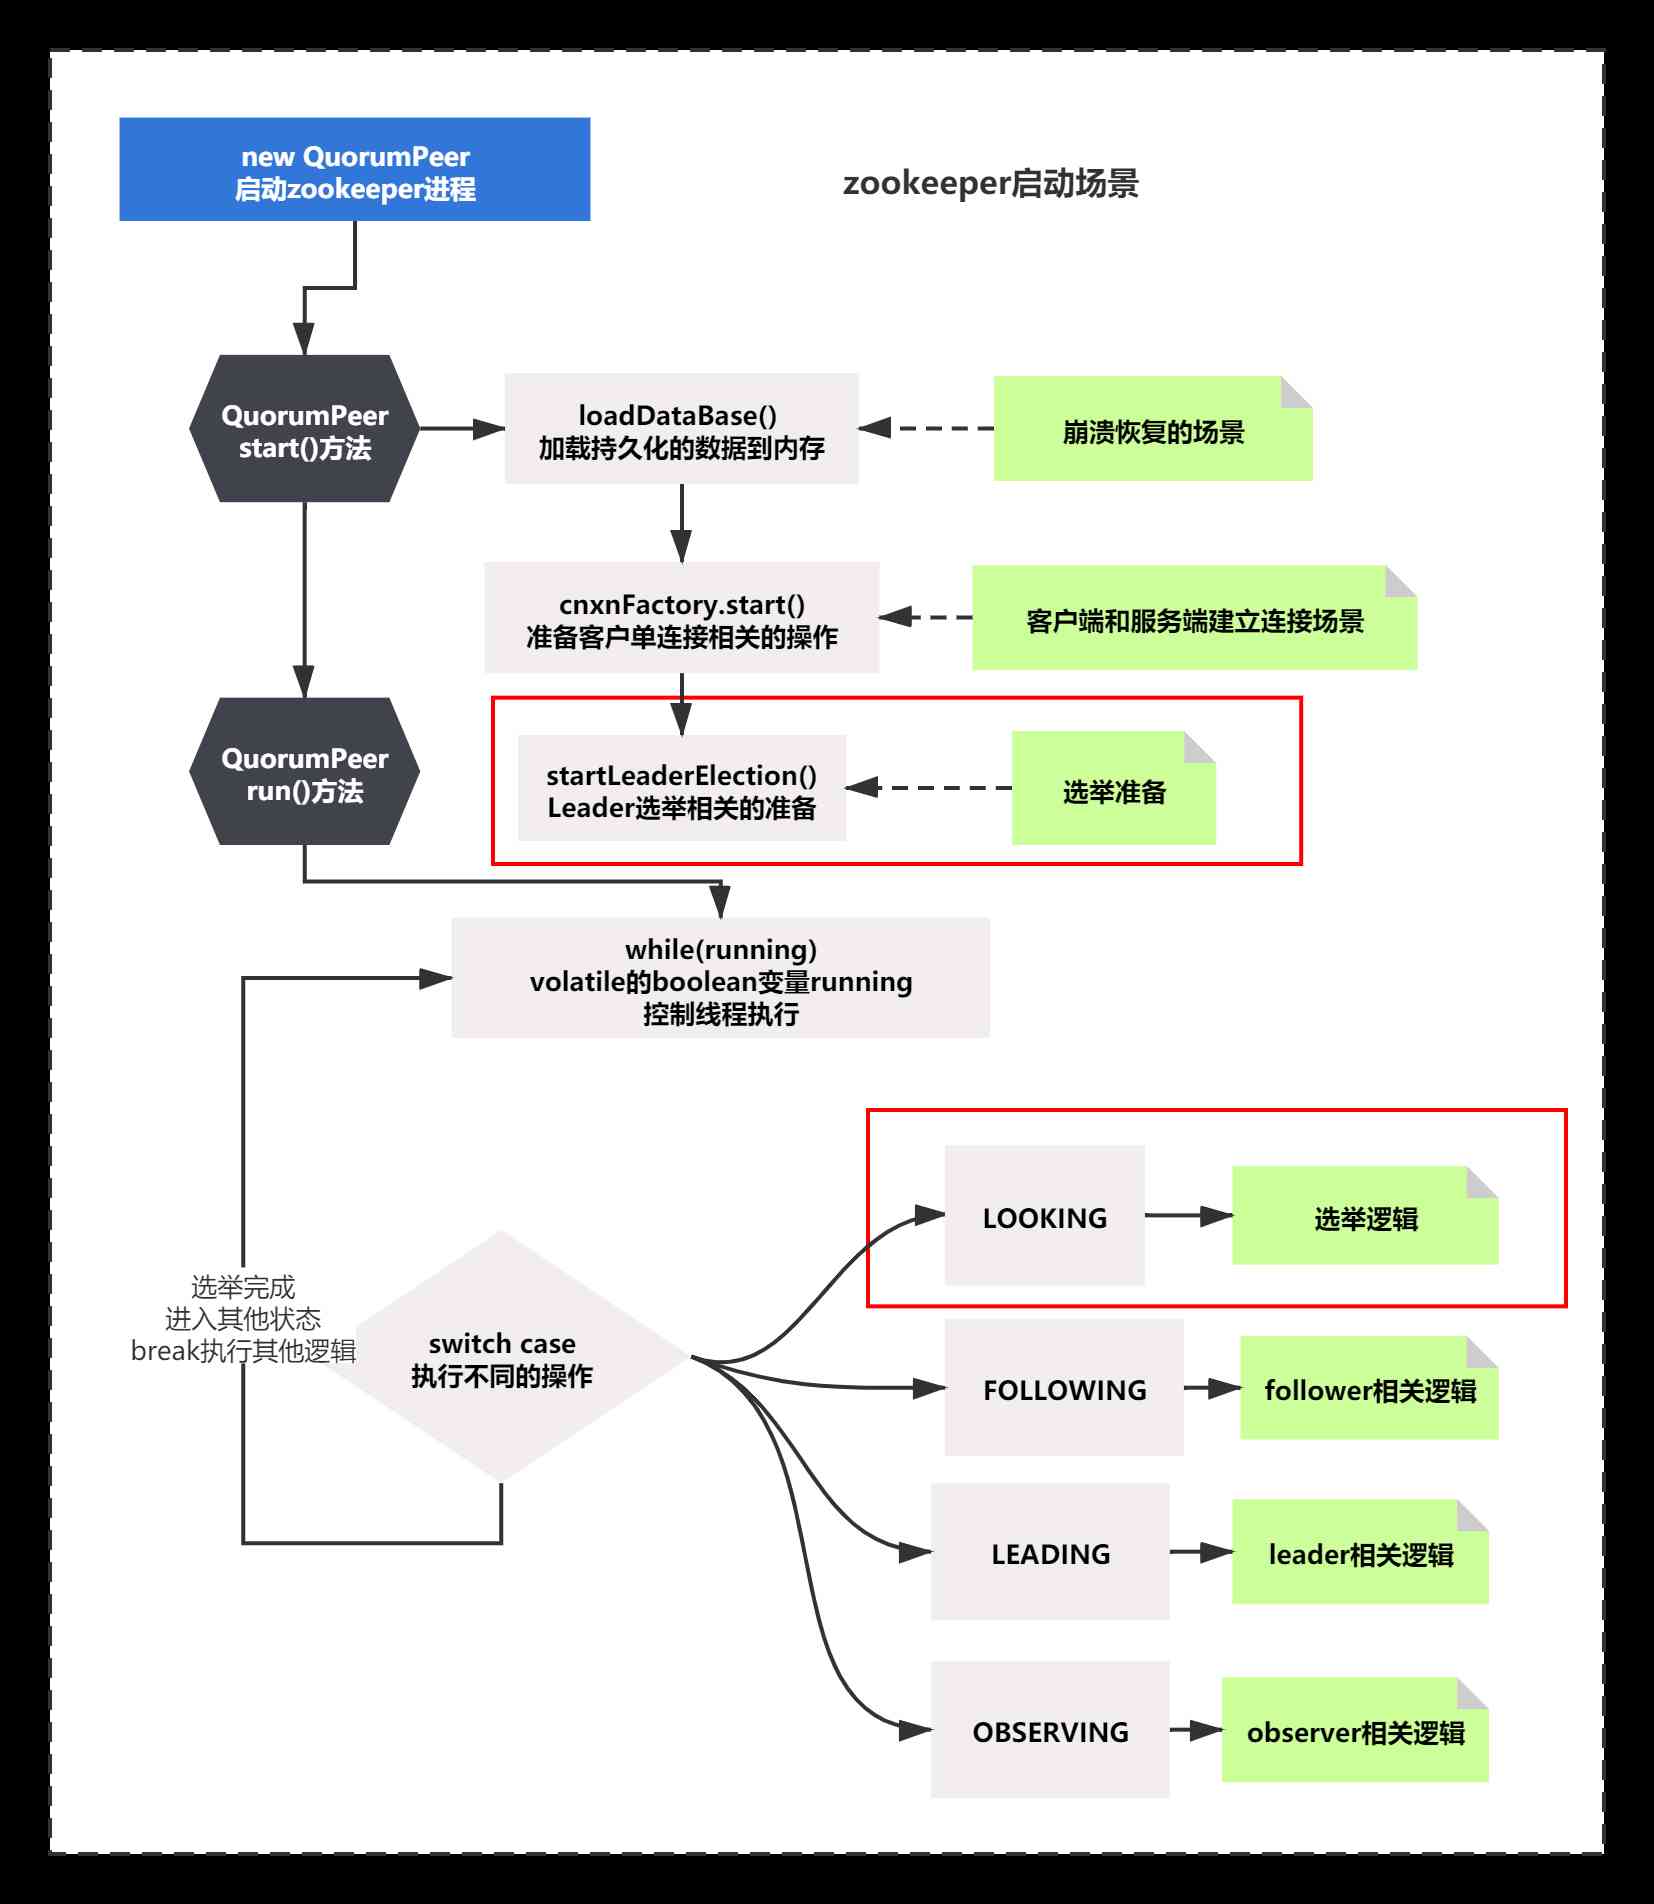 new QuorumPeer
启动zookeeper进程
zookeeper启动场景
QuorumPeer
start()方法
loadDataBase()
加载持久化的数据到内存
崩溃恢复的场景
cnxnFactory.start()
准备客户单连接相关的操作
客户端和服务端建立连接场景
QuorumPeer
run()方法
startLeaderElection()
Leader选举相关的准备
选举准备
while(running)
volatile的boolean变量running
控制线程执行
LOOKING
选举逻辑
选举完成
进入其他状态
break执行其他逻辑
switch case
执行不同的操作
FOLLOWING
follower相关逻辑
LEADING
leader相关逻辑
OBSERVING
observer相关逻辑